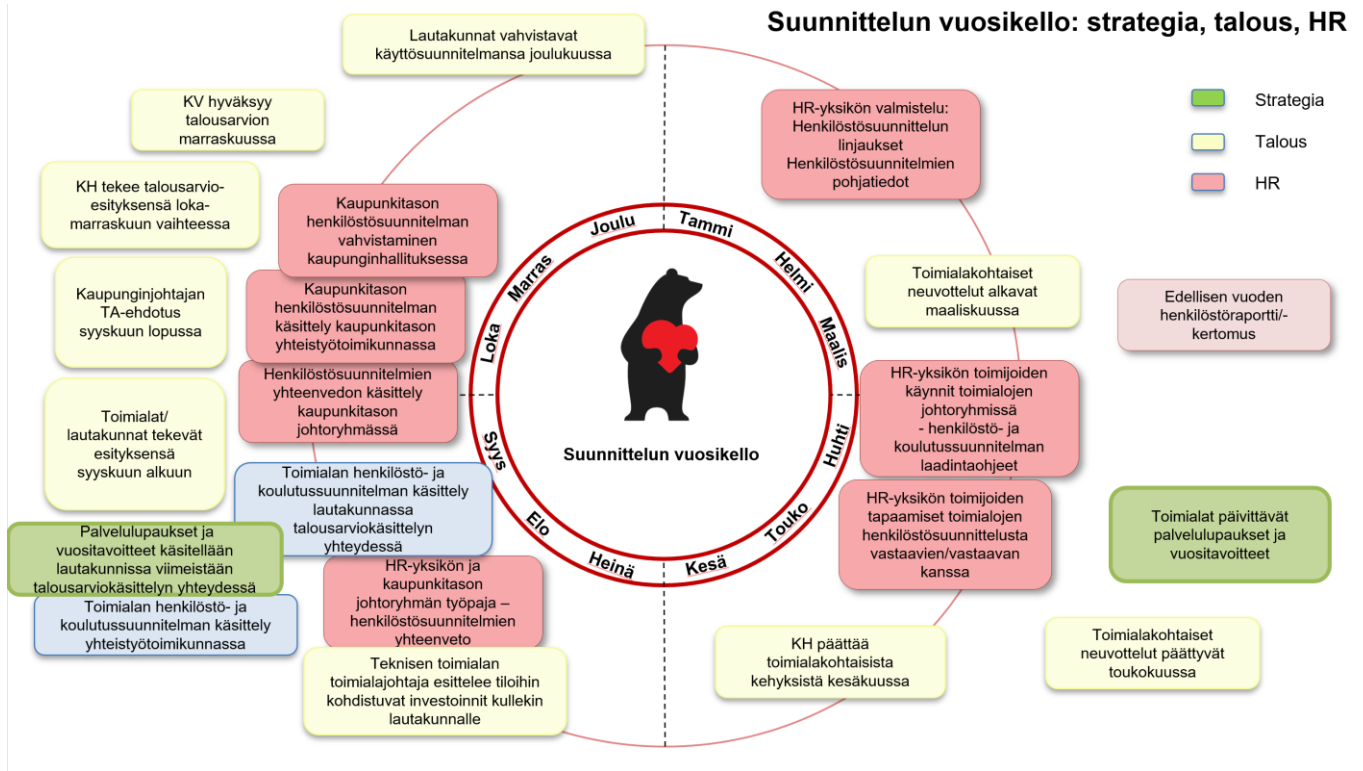 Suunnittelun vuosikello: strategia, talous, HR
Strategia
Talous
HR
Lautakunnat vahvistavat
käyttösuunnitelmansa joulukuussa
KV hyväksyy
talousarvion
marraskuussa
KH tekee talousarvio-
esityksensä loka-
marraskuun vaihteessa
Kaupunginjohtajan
TA-ehdotus
syyskuun lopussa
Toimialat/
lautakunnat tekevät
esityksensä
syyskuun alkuun
Palvelulupaukset ja
vuositavoitteet käsitellään
lautakunnissa viimeistään
talousarviokäsittelyn yhteydessä
Toimialan henkilöstö- ja
koulutussuunnitelman käsittely
yhteistyötoimikunnassa
Kaupunkitason
henkilöstösuunnitelman
vahvistaminen
kaupunginhallituksessa
Kaupunkitason
henkilöstösuunnitelman
käsittely kaupunkitason
yhteistyötoimikunnassa
Henkilöstösuunnitelmien
yhteenvedon käsittely
kaupunkitason
johtoryhmässä
Toimialan henkilöstö- ja
koulutussuunnitelman käsittely
lautakunnassa
talousarviokäsittelyn
yhteydessä
HR-yksikön ja
kaupunkitason
johtoryhmän työpaja –
henkilöstösuunnitelmien
yhteenveto
Teknisen toimialan
toimialajohtaja esittelee tiloihin
kohdistuvat investoinnit kullekin
lautakunnalle
Tammi
Helmi
Maalis
Huhti
Touko
Kesä
Heinä
Elo
Syys
Loka
Marras
Joulu
Suunnittelun vuosikello
HR-yksikön valmistelu:
Henkilöstösuunnittelun
linjaukset
Henkilöstösuunnitelmien
pohjatiedot
Toimialakohtaiset
neuvottelut alkavat
maaliskuussa
Edellisen vuoden
henkilöstöraportti/-
kertomus
HR-yksikön toimijoiden
käynnit toimialojen
johtoryhmissä
- henkilöstö- ja
koulutussuunnitelman
laadintaohjeet
HR-yksikön toimijoiden
tapaamiset toimialojen
henkilöstösuunnittelusta
vastaavien/vastaavan
kanssa
Toimialat päivittävät
palvelulupaukset ja
vuositavoitteet
KH päättää
toimialakohtaisista
kehyksistä kesäkuussa
Toimialakohtaiset
neuvottelut päättyvät
toukokuussa